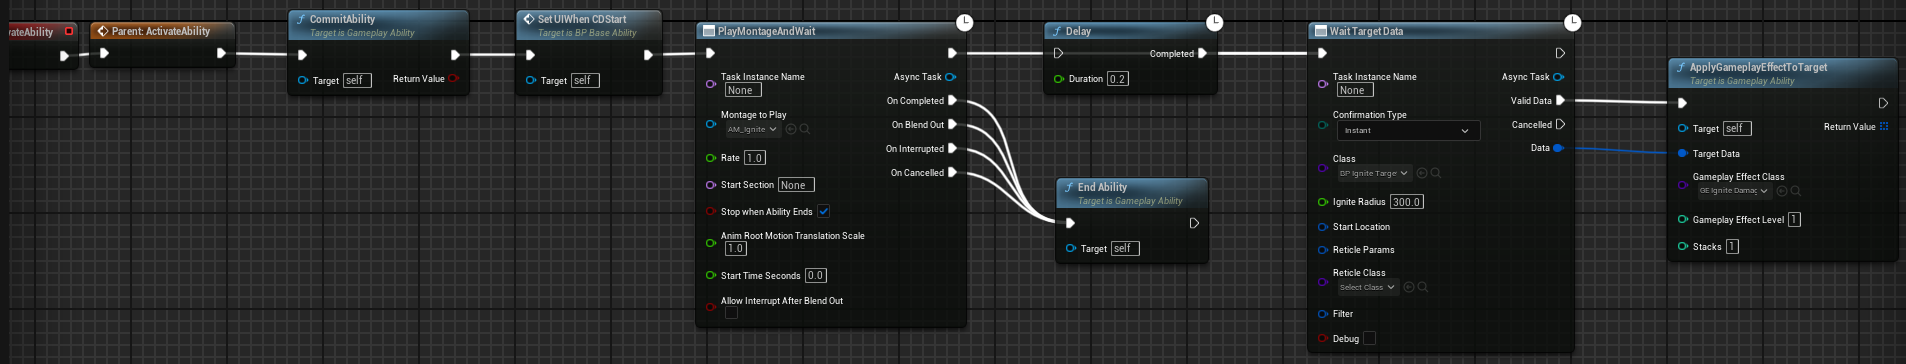 vateAbility
Parent: ActivateAbility
CommitAbility
Target is Gameplay Ability
Target
self
Return Value
Set UIWhen CDStart
Target is BP Base Ability
Target
self
PlayMontageAndWait
Task Instance Name
None
Montage to Play
AM_Ignite
Rate
1.0
Start Section
None
Stop when Ability Ends
Anim Root Motion Translation Scale
1.0
Start Time Seconds
0.0
Allow Interrupt After Blend Out
Async Task
On Completed
On Blend Out
On Interrupted
On Cancelled
Delay
Completed
Duration
0.2
End Ability
Target is Gameplay Ability
Target
self
Wait Target Data
Task Instance Name
None
Confirmation Type
Instant
Class
BP Ignite Targe
Ignite Radius
300.0
Start Location
Reticle Params
Reticle Class
Select Class
Filter
Debug
Async Task
Valid Data
Cancelled
Data
ApplyGameplayEffectToTarget
Target is Gameplay Ability
Target
self
Return Value
Target Data
Gameplay Effect Class
GE Ignite Damag
Gameplay Effect Level
1
Stacks
1